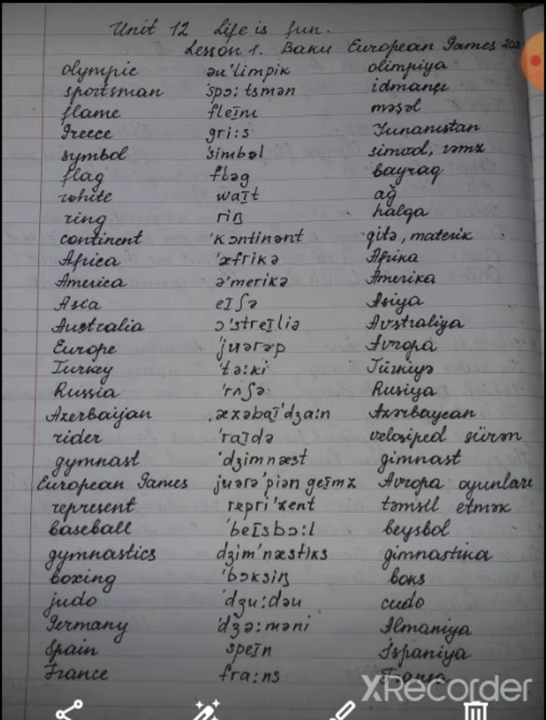 Unit 12 Life is fun.
Lesson 1. Baku European Games
olympic əu'limpik olimpiya
sportsman 'spɔ:tsmən idmançı
flame fleɪm məşəl
Greece gri:s Yunanıstan
symbol 'simbəl simvol, rəmz
flag flæg bayraq
white waɪt ağ
ring riŋ halqa
continent 'kɔntinənt qitə, materik
Africa 'æfrikə Afrika
America ə'merikə Amerika
Asia eɪʃə Asiya
Australia ɔ'streiliə Avstraliya
Europe 'juərəp Avropa
Turkey 'tə:ki Türkiyə
Russia 'rʌʃə Rusiya
Azerbaijan ,æzəbaɪ'dʒa:n Azərbaycan
rider 'raɪdə velosiped sürən
gymnast 'dʒimnæst gimnast
European Games juərə'piən geɪmz Avropa oyunları
represent repri'zent təmsil etmək
baseball 'beɪsbɔ:l beysbol
gymnastics dʒim'næstiks gimnastika
boxing 'bɔksiŋ boks
judo 'dʒu:dəu cudo
Germany 'dʒə:məni Almaniya
Spain speɪn İspaniya
France fra:ns
XRecorder